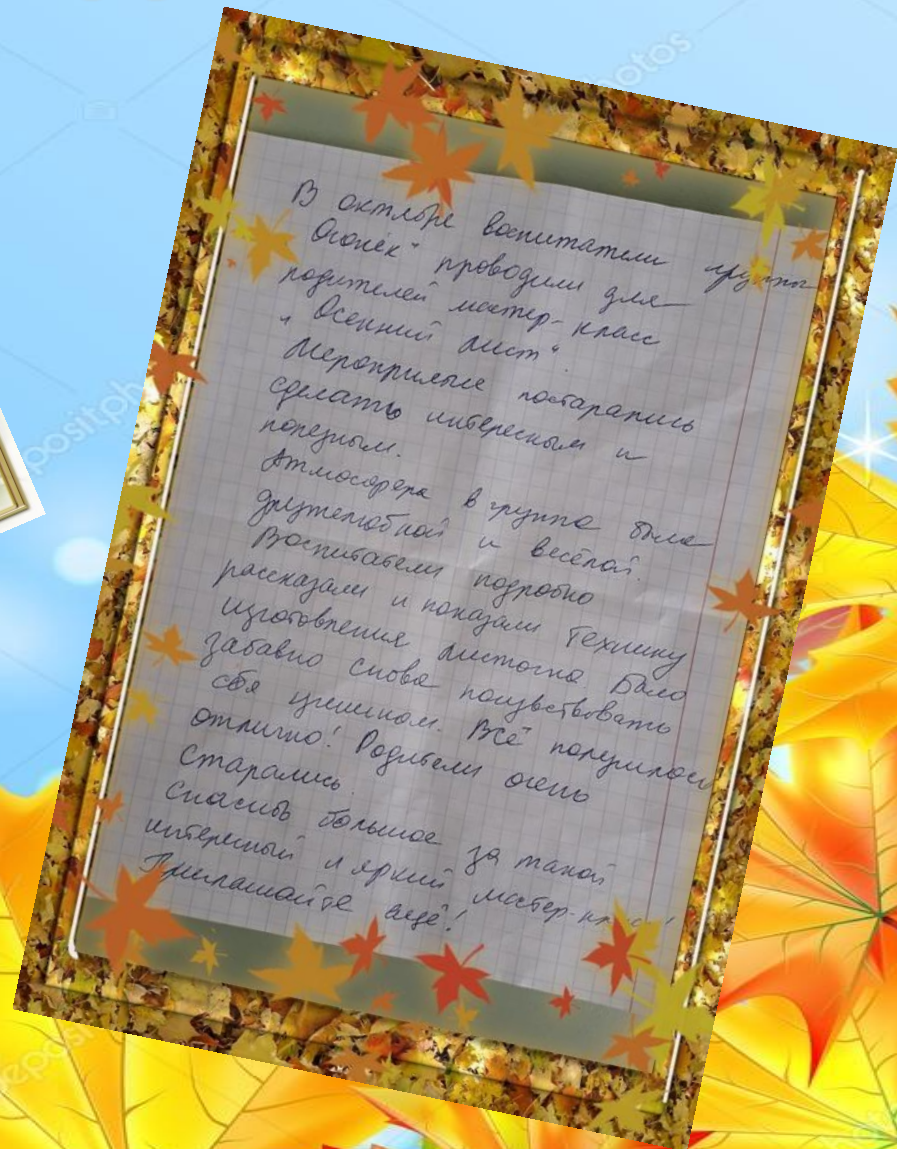 В октябре воспитатели группы
Огонёк" проводили для
родителей мастер-класс
"Осенний лист".
Мероприятие постарались
сделать интересным и
полезным.
Атмосфера в группе была
дружелюбной и весёлой.
Воспитатели подробно
рассказали и показали технику
изготовления листочка. Было
забавно снова почувствовать
себя учеником. Всё получилось
отлично! Родители очень
старались.
Спасибо большое за такой
интересный и яркий мастер-класс!
Приглашайте ещё!
depositphotos